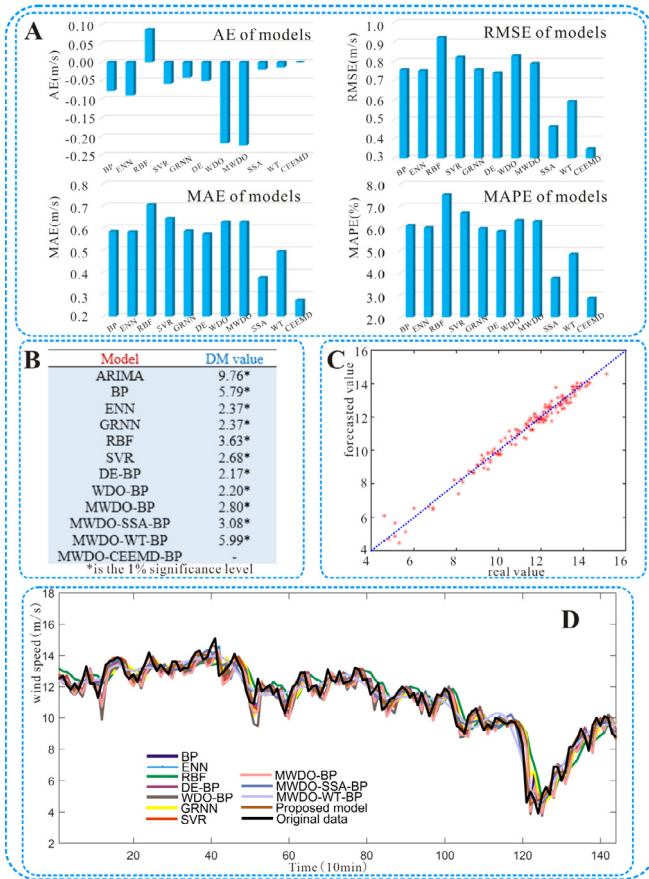 A
AE of models
AE(m/s)
0.10
0.05
0.00
-0.05
-0.10
-0.15
-0.20
-0.25
BP
ENN
RBF
SVR
GRNN
DE
WDO
MWDO
SSA
WT
CEEMD
RMSE of models
RMSE(m/s)
1.0
0.9
0.8
0.7
0.6
0.5
0.4
0.3
BP
ENN
RBF
SVR
GRNN
DE
WDO
MWDO
SSA
WT
CEEMD
MAE of models
MAE(m/s)
0.8
0.7
0.6
0.5
0.4
0.3
0.2
BP
ENN
RBF
SVR
GRNN
DE
WDO
MWDO
SSA
WT
CEEMD
MAPE of models
MAPE(%)
8.0
7.0
6.0
5.0
4.0
3.0
2.0
BP
ENN
RBF
SVR
GRNN
DE
WDO
MWDO
SSA
WT
CEEMD
B
Model DM value
ARIMA 9.76*
BP 5.79*
ENN 2.37*
GRNN 2.37*
RBF 3.63*
SVR 2.68*
DE-BP 2.17*
WDO-BP 2.20*
MWDO-BP 2.80*
MWDO-SSA-BP 3.08*
MWDO-WT-BP 5.99*
MWDO-CEEMD-BP -
*is the 1% significance level
C
forecasted value
16
14
12
10
8
6
4
4 6 8 10 12 14 16
real value
D
wind speed (m/s)
18
16
14
12
10
8
6
4
2
BP
ENN
RBF
DE-BP
WDO-BP
GRNN
SVR
MWDO-BP
MWDO-SSA-BP
MWDO-WT-BP
Proposed model
Original data
20 40 60 80 100 120 140
Time (10min)